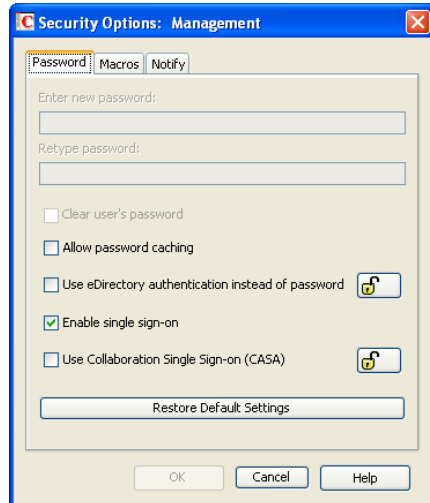 Security Options: Management
Password Macros Notify
Enter new password:
Retype password:
Clear user's password
Allow password caching
Use eDirectory authentication instead of password
Enable single sign-on
Use Collaboration Single Sign-on (CASA)
Restore Default Settings
OK Cancel Help